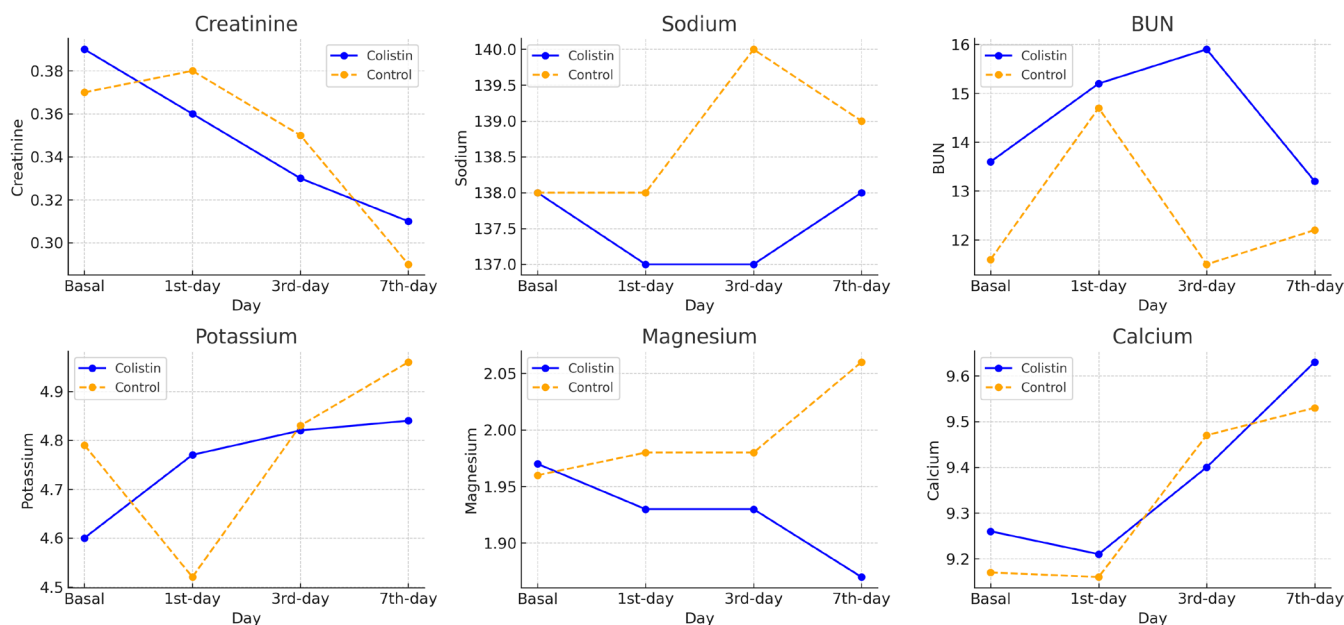 Creatinine
Colistin
Control
0.38
0.36
0.34
0.32
0.30
Creatinine
Basal 1st-day 3rd-day 7th-day
Day
Sodium
Colistin
Control
140.0
139.5
139.0
138.5
138.0
137.5
137.0
Sodium
Basal 1st-day 3rd-day 7th-day
Day
BUN
Colistin
Control
16
15
14
13
12
BUN
Basal 1st-day 3rd-day 7th-day
Day
Potassium
Colistin
Control
4.9
4.8
4.7
4.6
4.5
Potassium
Basal 1st-day 3rd-day 7th-day
Day
Magnesium
Colistin
Control
2.05
2.00
1.95
1.90
Magnesium
Basal 1st-day 3rd-day 7th-day
Day
Calcium
Colistin
Control
9.6
9.5
9.4
9.3
9.2
Calcium
Basal 1st-day 3rd-day 7th-day
Day